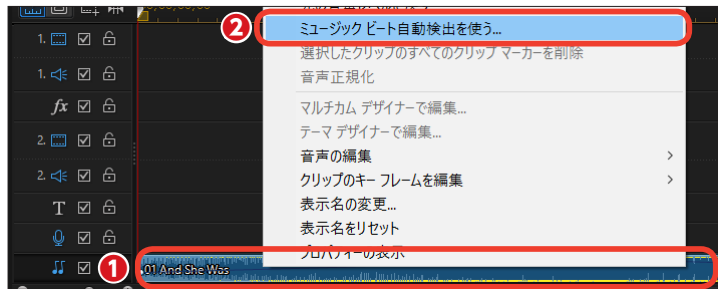 ②
ミュージック ビート自動検出を使う...
1.
選択したクリップのすべてのクリップ マーカーを削除
1.
音声正規化
fx
マルチカム デザイナーで編集...
2.
テーマ デザイナーで編集...
音声の編集
2.
クリップのキー フレームを編集
T
表示名の変更...
表示名をリセット
プロパティーの表示
①
01 And She Was